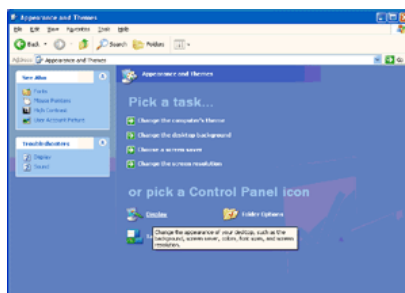 Appearance and Themes
File Edit View Favorites Tools Help
Back Search Folders
Address Appearance and Themes Go
See Also
Fonts
Mouse Pointers
High Contrast
User Account Picture
Troubleshooters
Display
Sound
Appearance and Themes
Pick a task...
Change the computer's theme
Change the desktop background
Choose a screen saver
Change the screen resolution
or pick a Control Panel icon
Display Folder Options
Change the appearance of your desktop, such as the
background, screen saver, colors, font sizes, and screen
resolution.